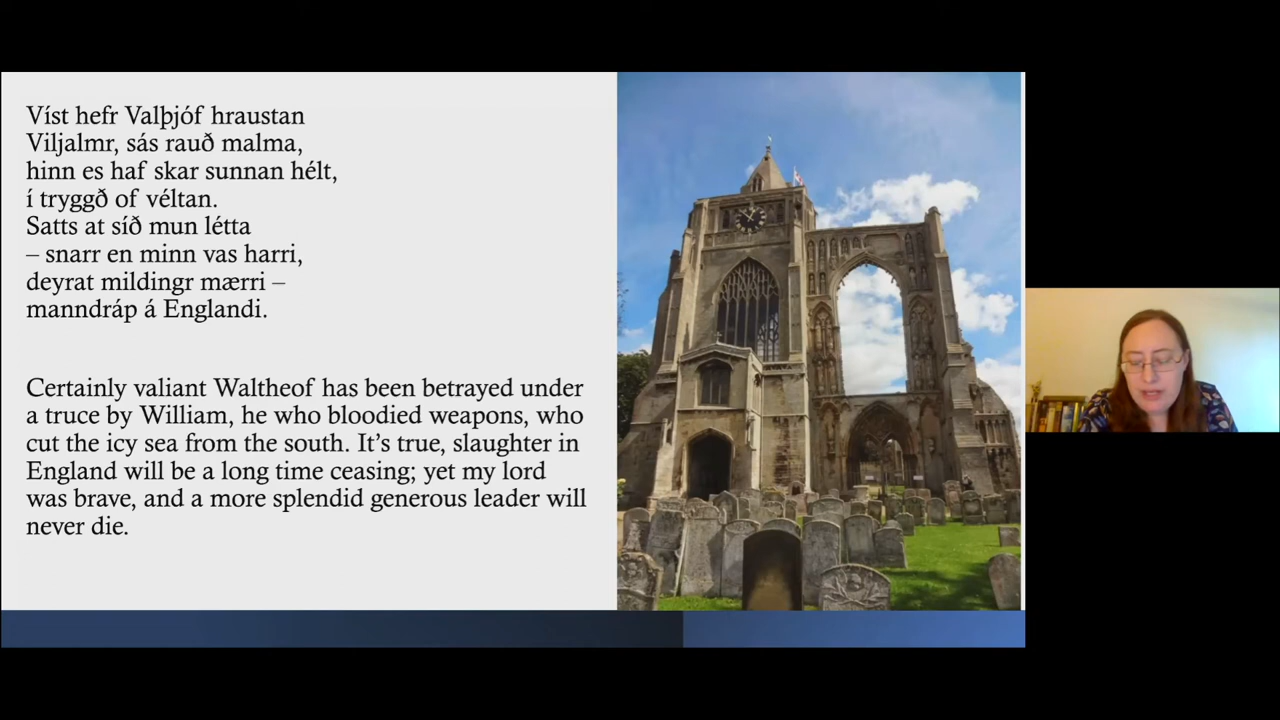 Víst hefr Valþjóf hraustan
Viljalmr, sás rauð malma,
hinn es haf skar sunnan hélt,
í tryggð of véltan.
Satts at síð mun létta
– snarr en minn vas harri,
deyrat mildingr mærri –
manndráp á Englandi.
Certainly valiant Waltheof has been betrayed under
a truce by William, he who bloodied weapons, who
cut the icy sea from the south. It’s true, slaughter in
England will be a long time ceasing; yet my lord
was brave, and a more splendid generous leader will
never die.